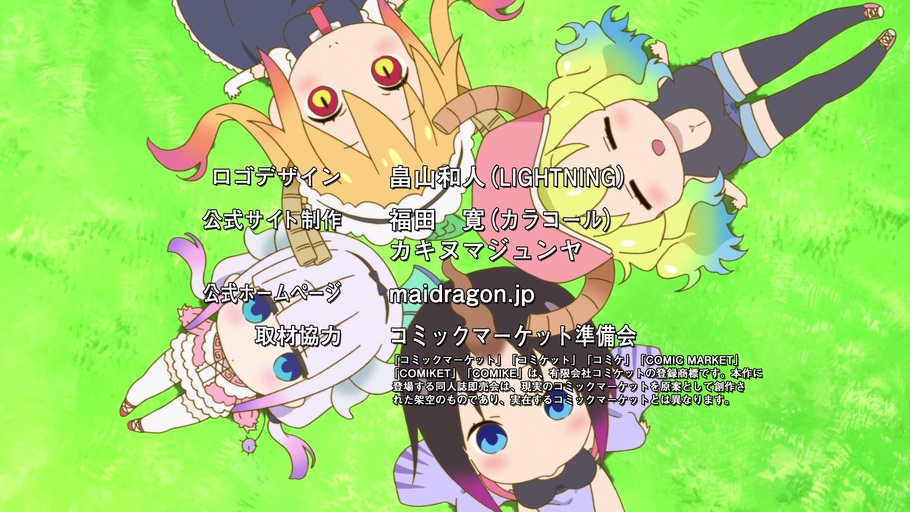 ロゴデザイン 畠山和人(LIGHTNING)
公式サイト制作 福田　寛(カラコール)
カキヌマジュンヤ
公式ホームページ maidragon.jp
取材協力 コミックマーケット準備会
「コミックマーケット」「コミケット」「コミケ」「COMIC MARKET」
「COMIKET」「COMIKE」は、有限会社コミケットの登録商標です。本作に
登場する同人誌即売会は、現実のコミックマーケットを原案として創作さ
れた架空のものであり、実在するコミックマーケットとは異なります。